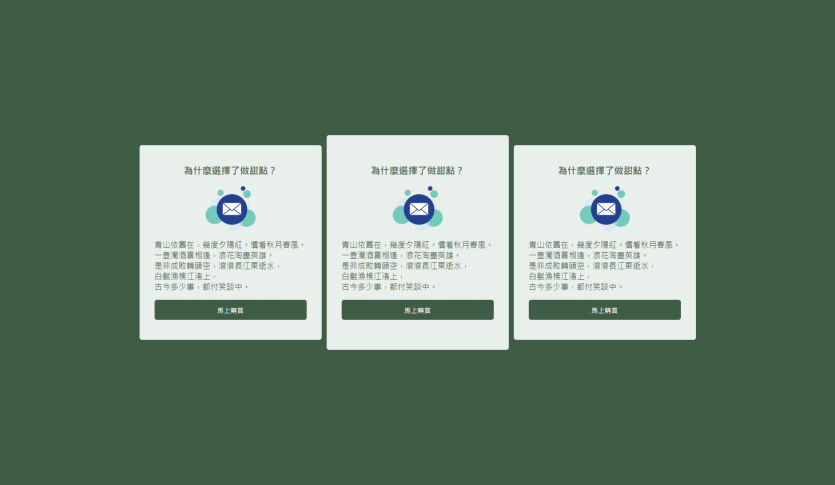 為什麼選擇了做甜點？
青山依舊在，幾度夕陽紅。慣看秋月春風。
一壺濁酒喜相逢，浪花淘盡英雄。
是非成敗轉頭空，滾滾長江東逝水，
白髮漁樵江渚上，
古今多少事，都付笑談中。
馬上購買
為什麼選擇了做甜點？
青山依舊在，幾度夕陽紅。慣看秋月春風。
一壺濁酒喜相逢，浪花淘盡英雄。
是非成敗轉頭空，滾滾長江東逝水，
白髮漁樵江渚上，
古今多少事，都付笑談中。
馬上購買
為什麼選擇了做甜點？
青山依舊在，幾度夕陽紅。慣看秋月春風。
一壺濁酒喜相逢，浪花淘盡英雄。
是非成敗轉頭空，滾滾長江東逝水，
白髮漁樵江渚上，
古今多少事，都付笑談中。
馬上購買